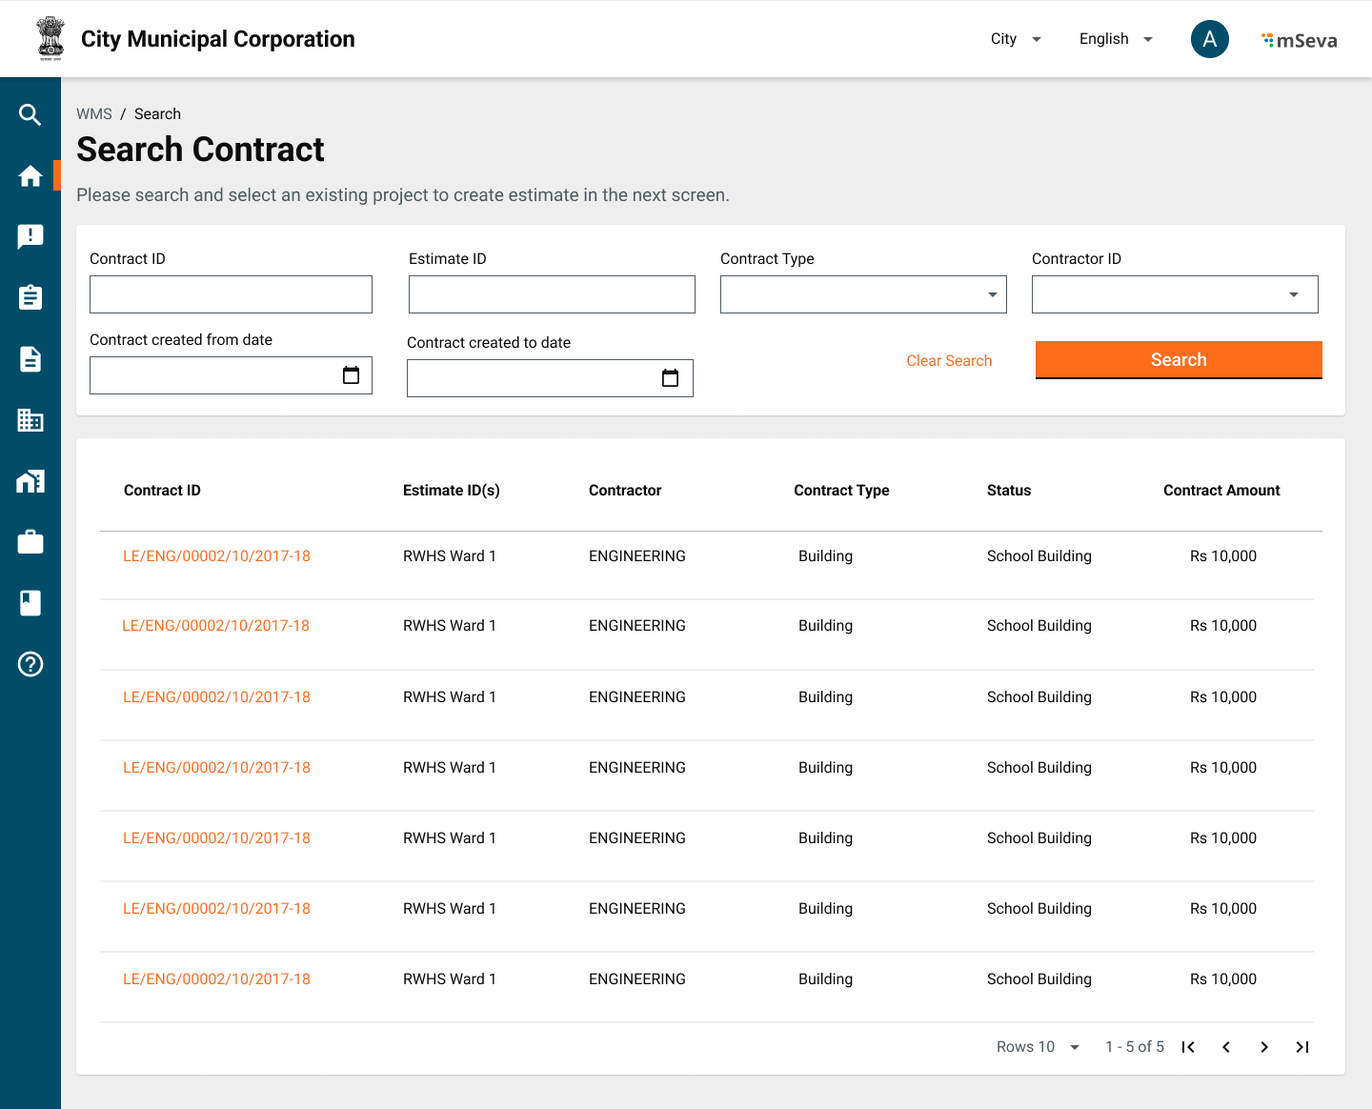 City Municipal Corporation
City
English
A
mSeva
WMS / Search
Search Contract
Please search and select an existing project to create estimate in the next screen.
Contract ID
Estimate ID
Contract Type
Contractor ID
Contract created from date
Contract created to date
Clear Search
Search
Contract ID Estimate ID(s) Contractor Contract Type Status Contract Amount
LE/ENG/00002/10/2017-18 RWHS Ward 1 ENGINEERING Building School Building Rs 10,000
LE/ENG/00002/10/2017-18 RWHS Ward 1 ENGINEERING Building School Building Rs 10,000
LE/ENG/00002/10/2017-18 RWHS Ward 1 ENGINEERING Building School Building Rs 10,000
LE/ENG/00002/10/2017-18 RWHS Ward 1 ENGINEERING Building School Building Rs 10,000
LE/ENG/00002/10/2017-18 RWHS Ward 1 ENGINEERING Building School Building Rs 10,000
LE/ENG/00002/10/2017-18 RWHS Ward 1 ENGINEERING Building School Building Rs 10,000
LE/ENG/00002/10/2017-18 RWHS Ward 1 ENGINEERING Building School Building Rs 10,000
Rows 10 1 - 5 of 5